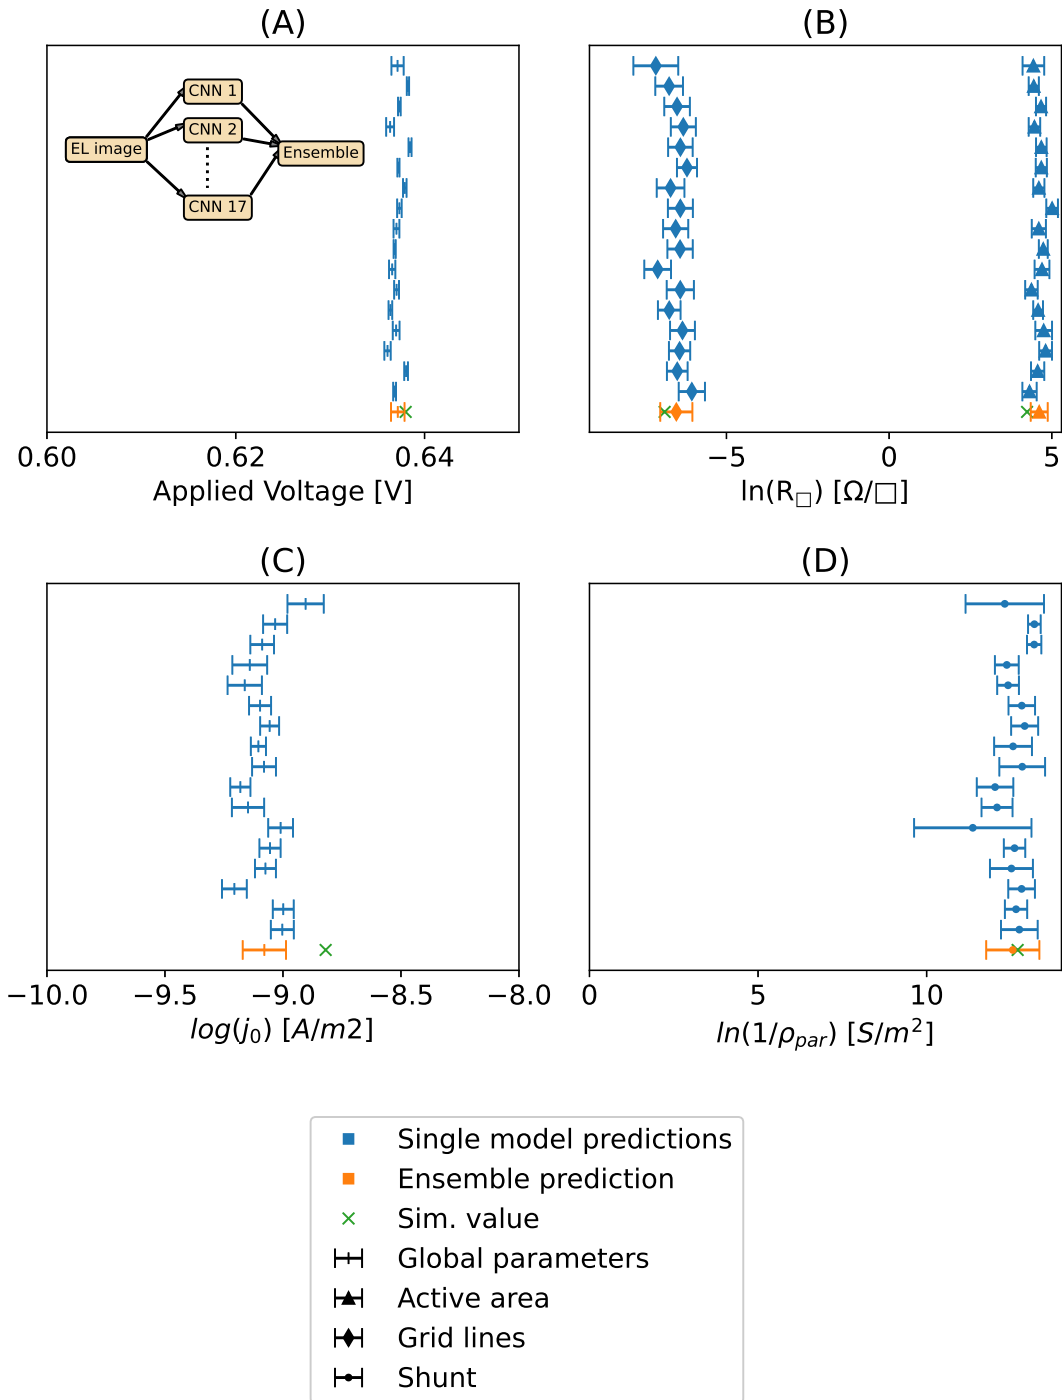 (A)
CNN 1
CNN 2
EL image
Ensemble
CNN 17
0.60
0.62
0.64
Applied Voltage [V]
(B)
−5
0
5
ln(R□) [Ω/□]
(C)
−10.0
−9.5
−9.0
−8.5
−8.0
log(j₀) [A/m2]
(D)
0
5
10
ln(1/ρpar) [S/m²]
Single model predictions
Ensemble prediction
Sim. value
Global parameters
Active area
Grid lines
Shunt